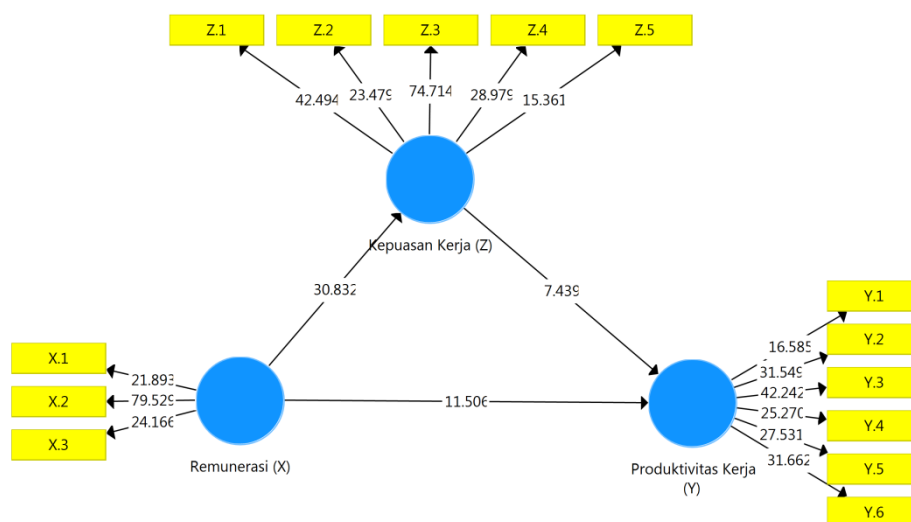 Z.1
Z.2
Z.3
Z.4
Z.5
42.494
23.479
74.714
28.979
15.361
Kepuasan Kerja (Z)
30.832
7.439
X.1
X.2
X.3
21.893
79.529
24.166
Remunerasi (X)
11.506
Y.1
Y.2
Y.3
Y.4
Y.5
Y.6
16.585
31.549
42.242
25.270
27.531
31.662
Produktivitas Kerja
(Y)